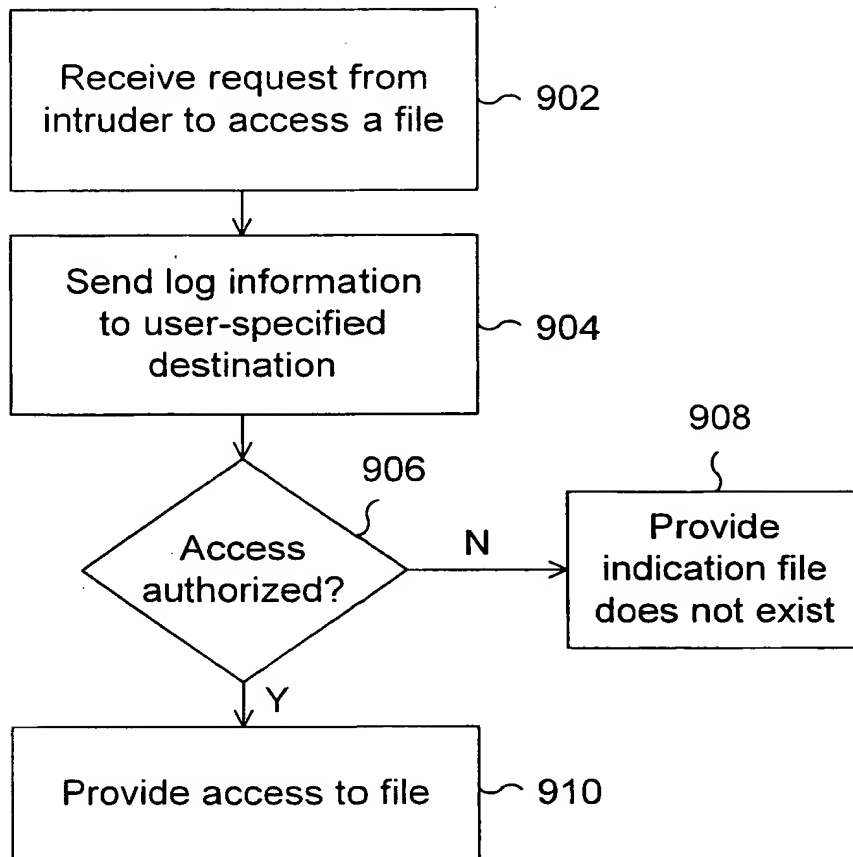 Receive request from
intruder to access a file
902
Send log information
to user-specified
destination
904
906
Access
authorized?
N
908
Provide
indication file
does not exist
Y
Provide access to file
910